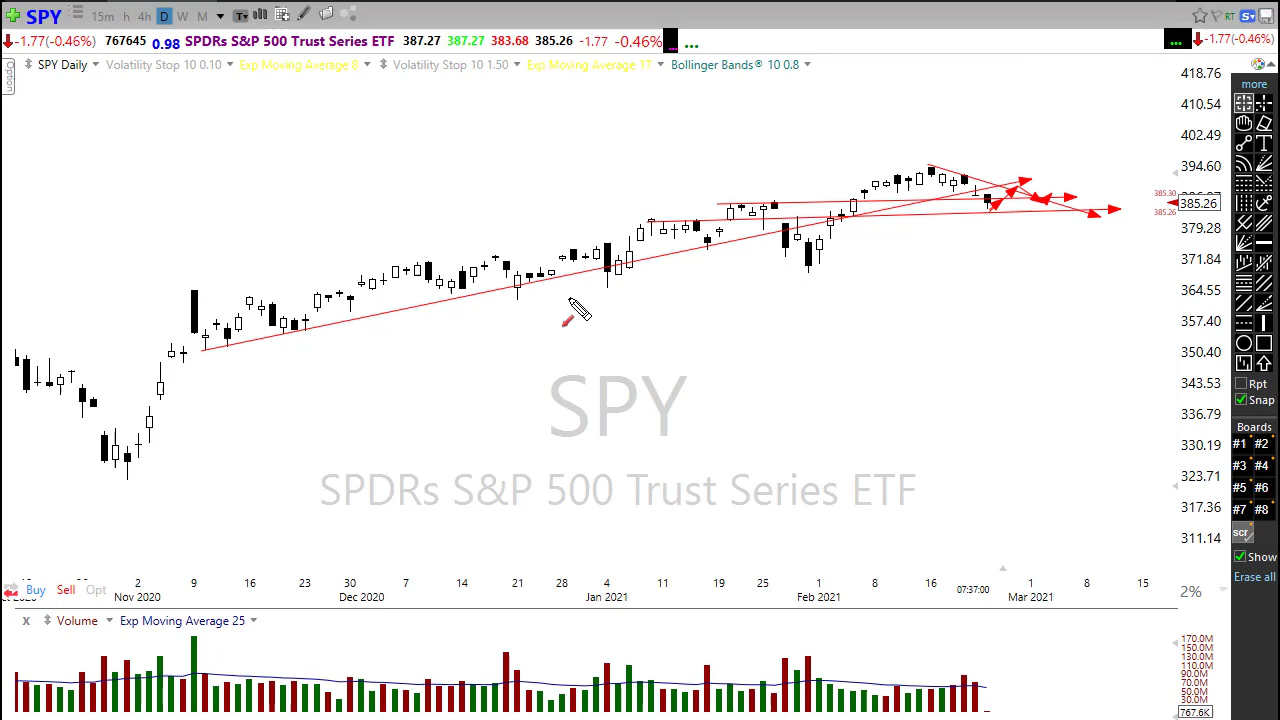 SPY 15m h 4h D W M T
-1.77(-0.46%) 767645 0.98 SPDRs S&P 500 Trust Series ETF 387.27 387.27 383.68 385.26 -1.77 -0.46% ... ... -1.77(-0.46%)
RT S
SPY Daily Volatility Stop 10 0.10 Exp Moving Average 8 Volatility Stop 10 1.50 Exp Moving Average 17 Bollinger Bands® 10 0.8
Option
418.76
410.54
402.49
394.60
385.30
385.26
385.26
379.28
371.84
364.55
357.40
350.40
343.53
336.79
330.19
323.71
317.36
311.14
SPY
SPDRs S&P 500 Trust Series ETF
2 9 16 23 30 7 14 21 28 4 11 19 25 1 8 16 1 8 15
Buy Sell Opt
Nov 2020 Dec 2020 Jan 2021 Feb 2021 07:37:00 Mar 2021
2%
x Volume Exp Moving Average 25
170.0M
150.0M
130.0M
110.0M
90.0M
70.0M
50.0M
30.0M
767.6K
more
T
Rpt
Snap
Boards
#1 #2
#3 #4
#5 #6
#7 #8
scr
Show
Erase all